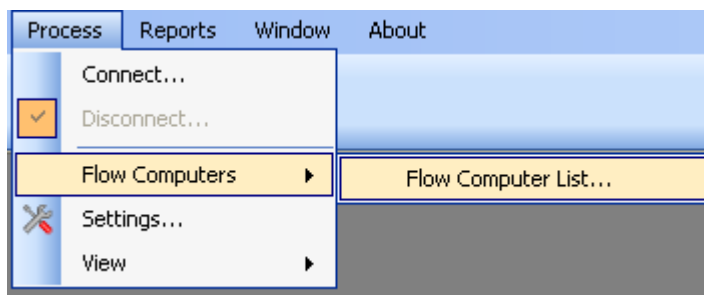 Process Reports Window About
Connect...
Disconnect...
Flow Computers
Flow Computer List...
Settings...
View